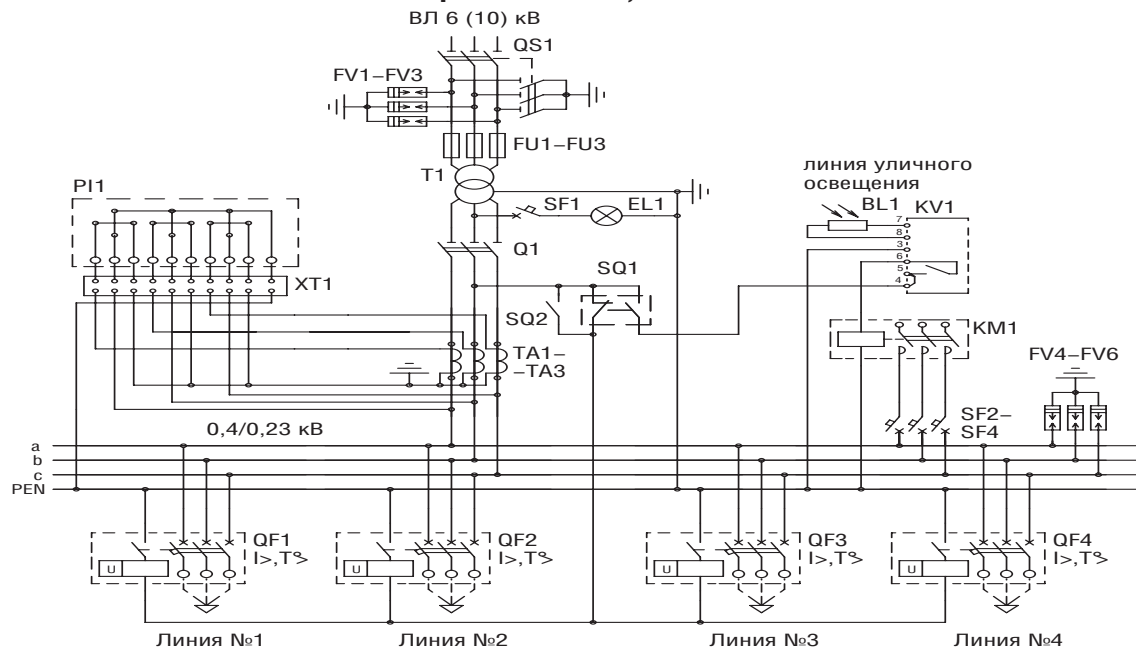 ВЛ 6 (10) кВ
QS1
FV1–FV3
FU1–FU3
T1
линия уличного
освещения
PI1
SF1
EL1
BL1
KV1
7
8
3
6
5
4
Q1
SQ1
XT1
SQ2
KM1
TA1–
–TA3
FV4–FV6
0,4/0,23 кВ
SF2–
SF4
a
b
c
PEN
QF1
I>,T
QF2
I>,T
QF3
I>,T
QF4
I>,T
U
U
U
U
Линия №1
Линия №2
Линия №3
Линия №4